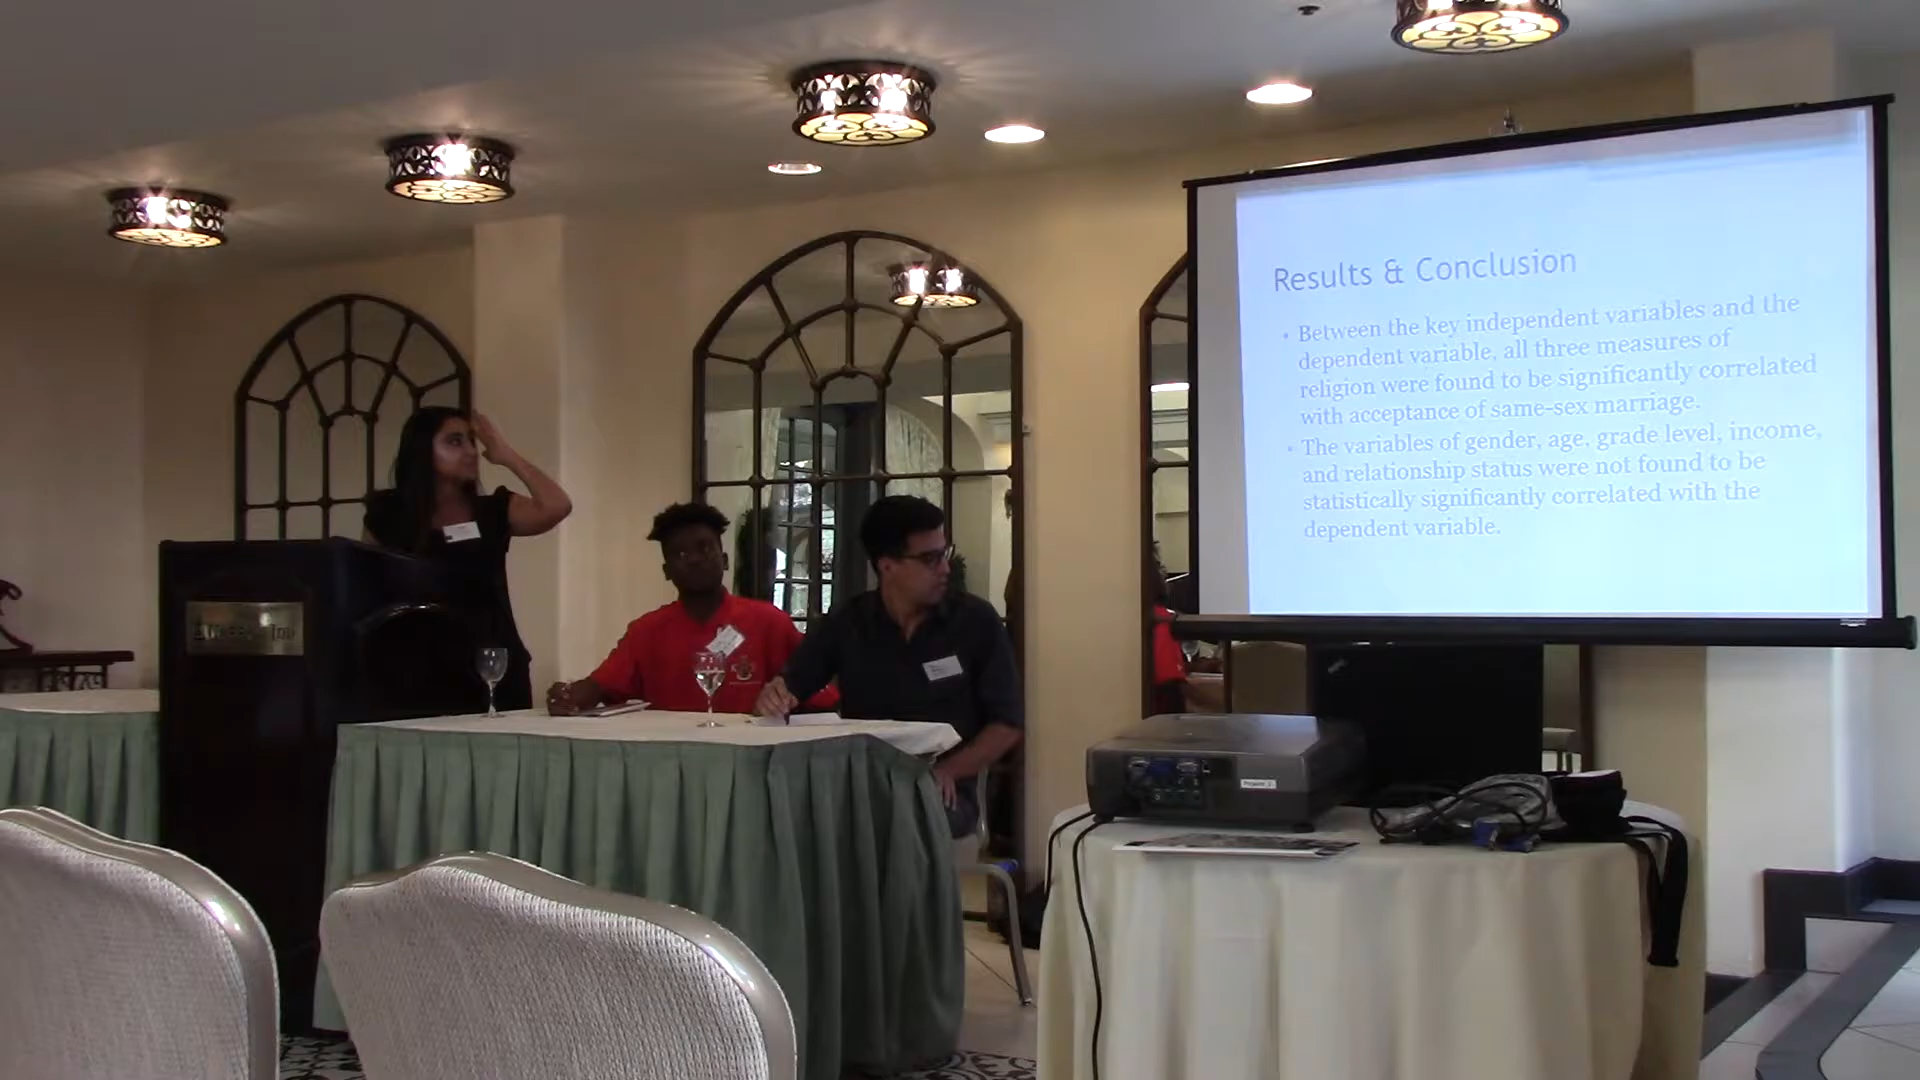 Results & Conclusion
• Between the key independent variables and the
dependent variable, all three measures of
religion were found to be significantly correlated
with acceptance of same-sex marriage.
• The variables of gender, age, grade level, income,
and relationship status were not found to be
statistically significantly correlated with the
dependent variable.